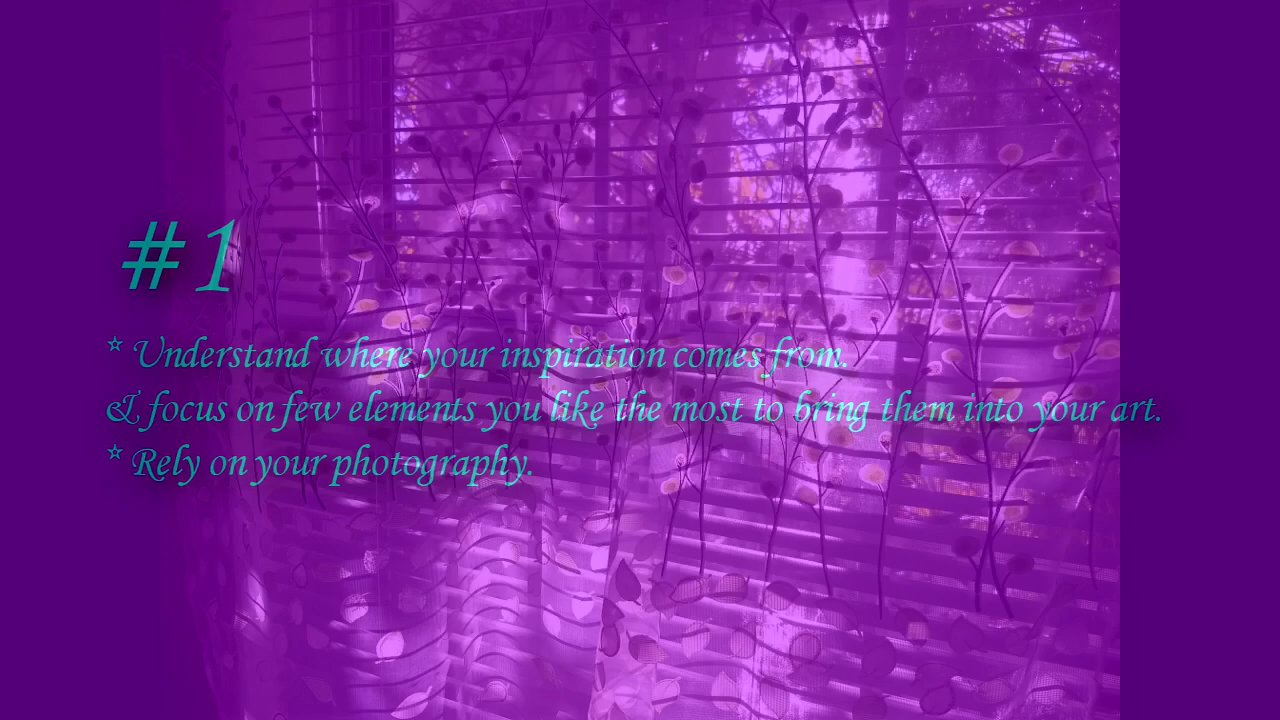 #1
* Understand where your inspiration comes from.
& focus on few elements you like the most to bring them into your art.
* Rely on your photography.